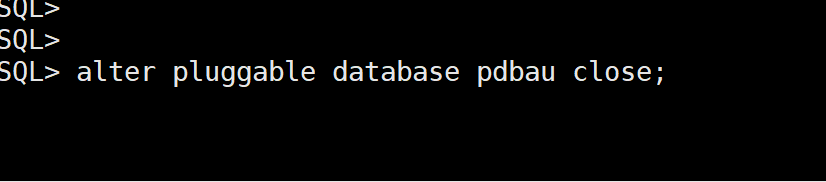 SQL>
SQL>
SQL> alter pluggable database pdbau close;